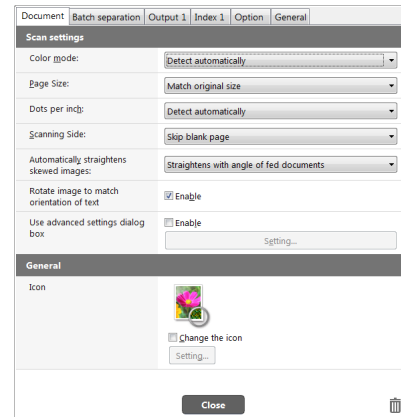 Document Batch separation Output 1 Index 1 Option General
Scan settings
Color mode: Detect automatically
Page Size: Match original size
Dots per inch: Detect automatically
Scanning Side: Skip blank page
Automatically straightens
skewed images: Straightens with angle of fed documents
Rotate image to match
orientation of text Enable
Use advanced settings dialog
box Enable
Setting...
General
Icon
Change the icon
Setting...
Close